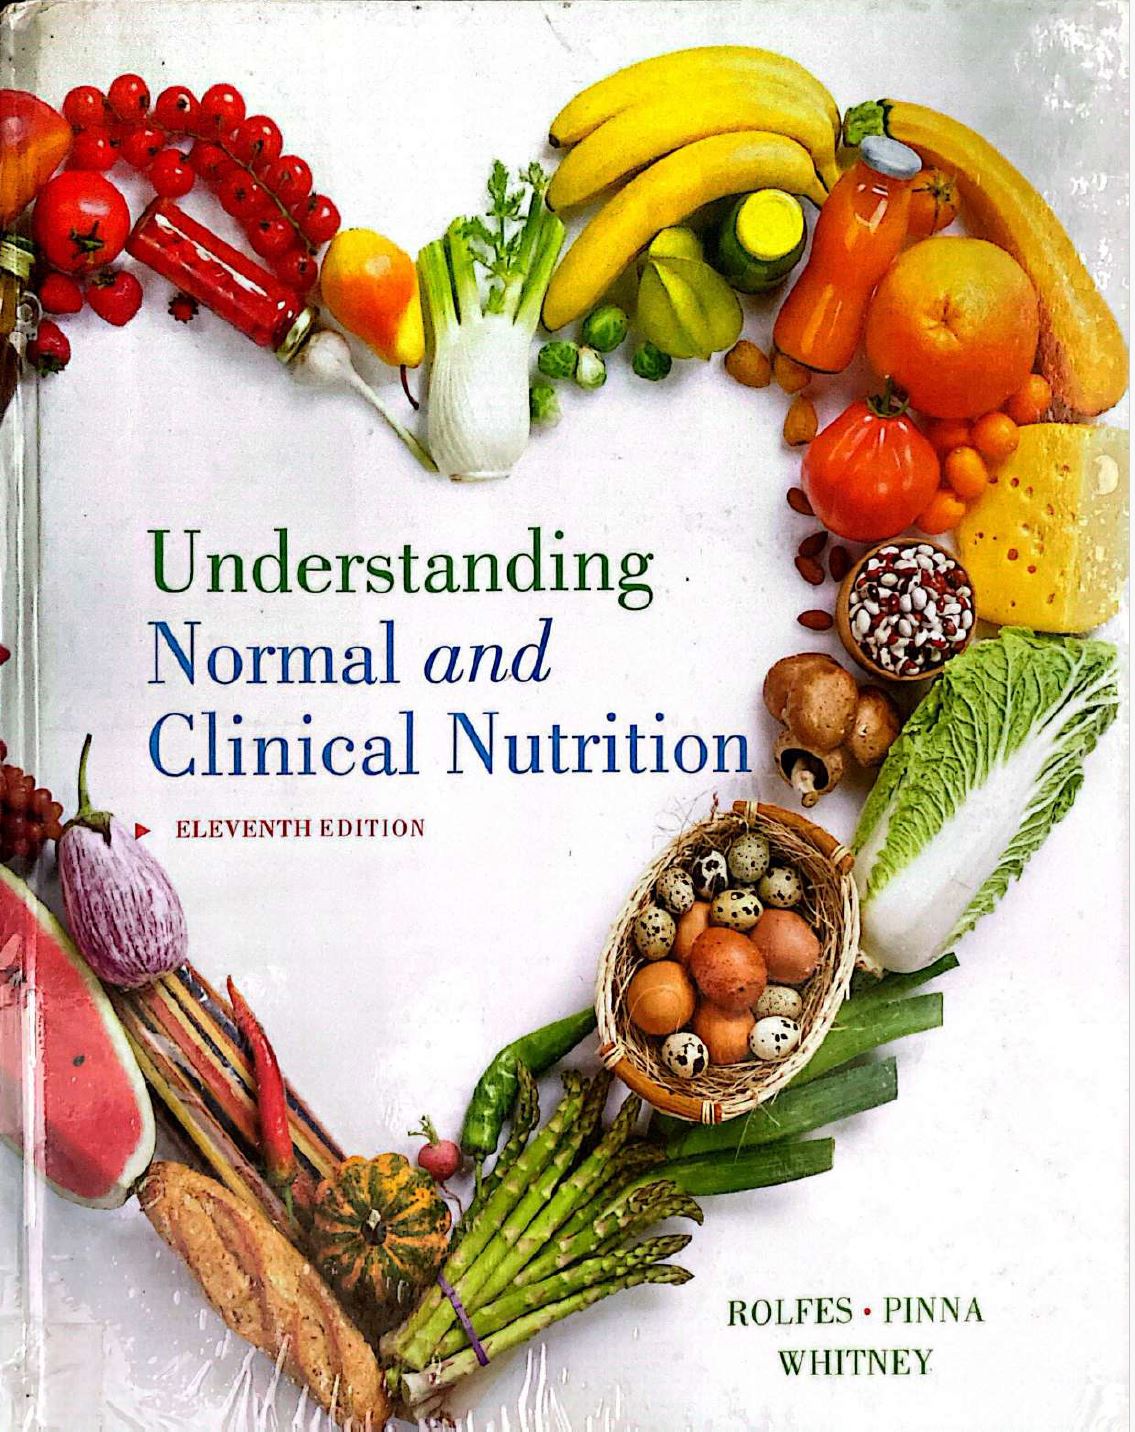 Understanding
Normal and
Clinical Nutrition
ELEVENTH EDITION
ROLFES • PINNA
WHITNEY